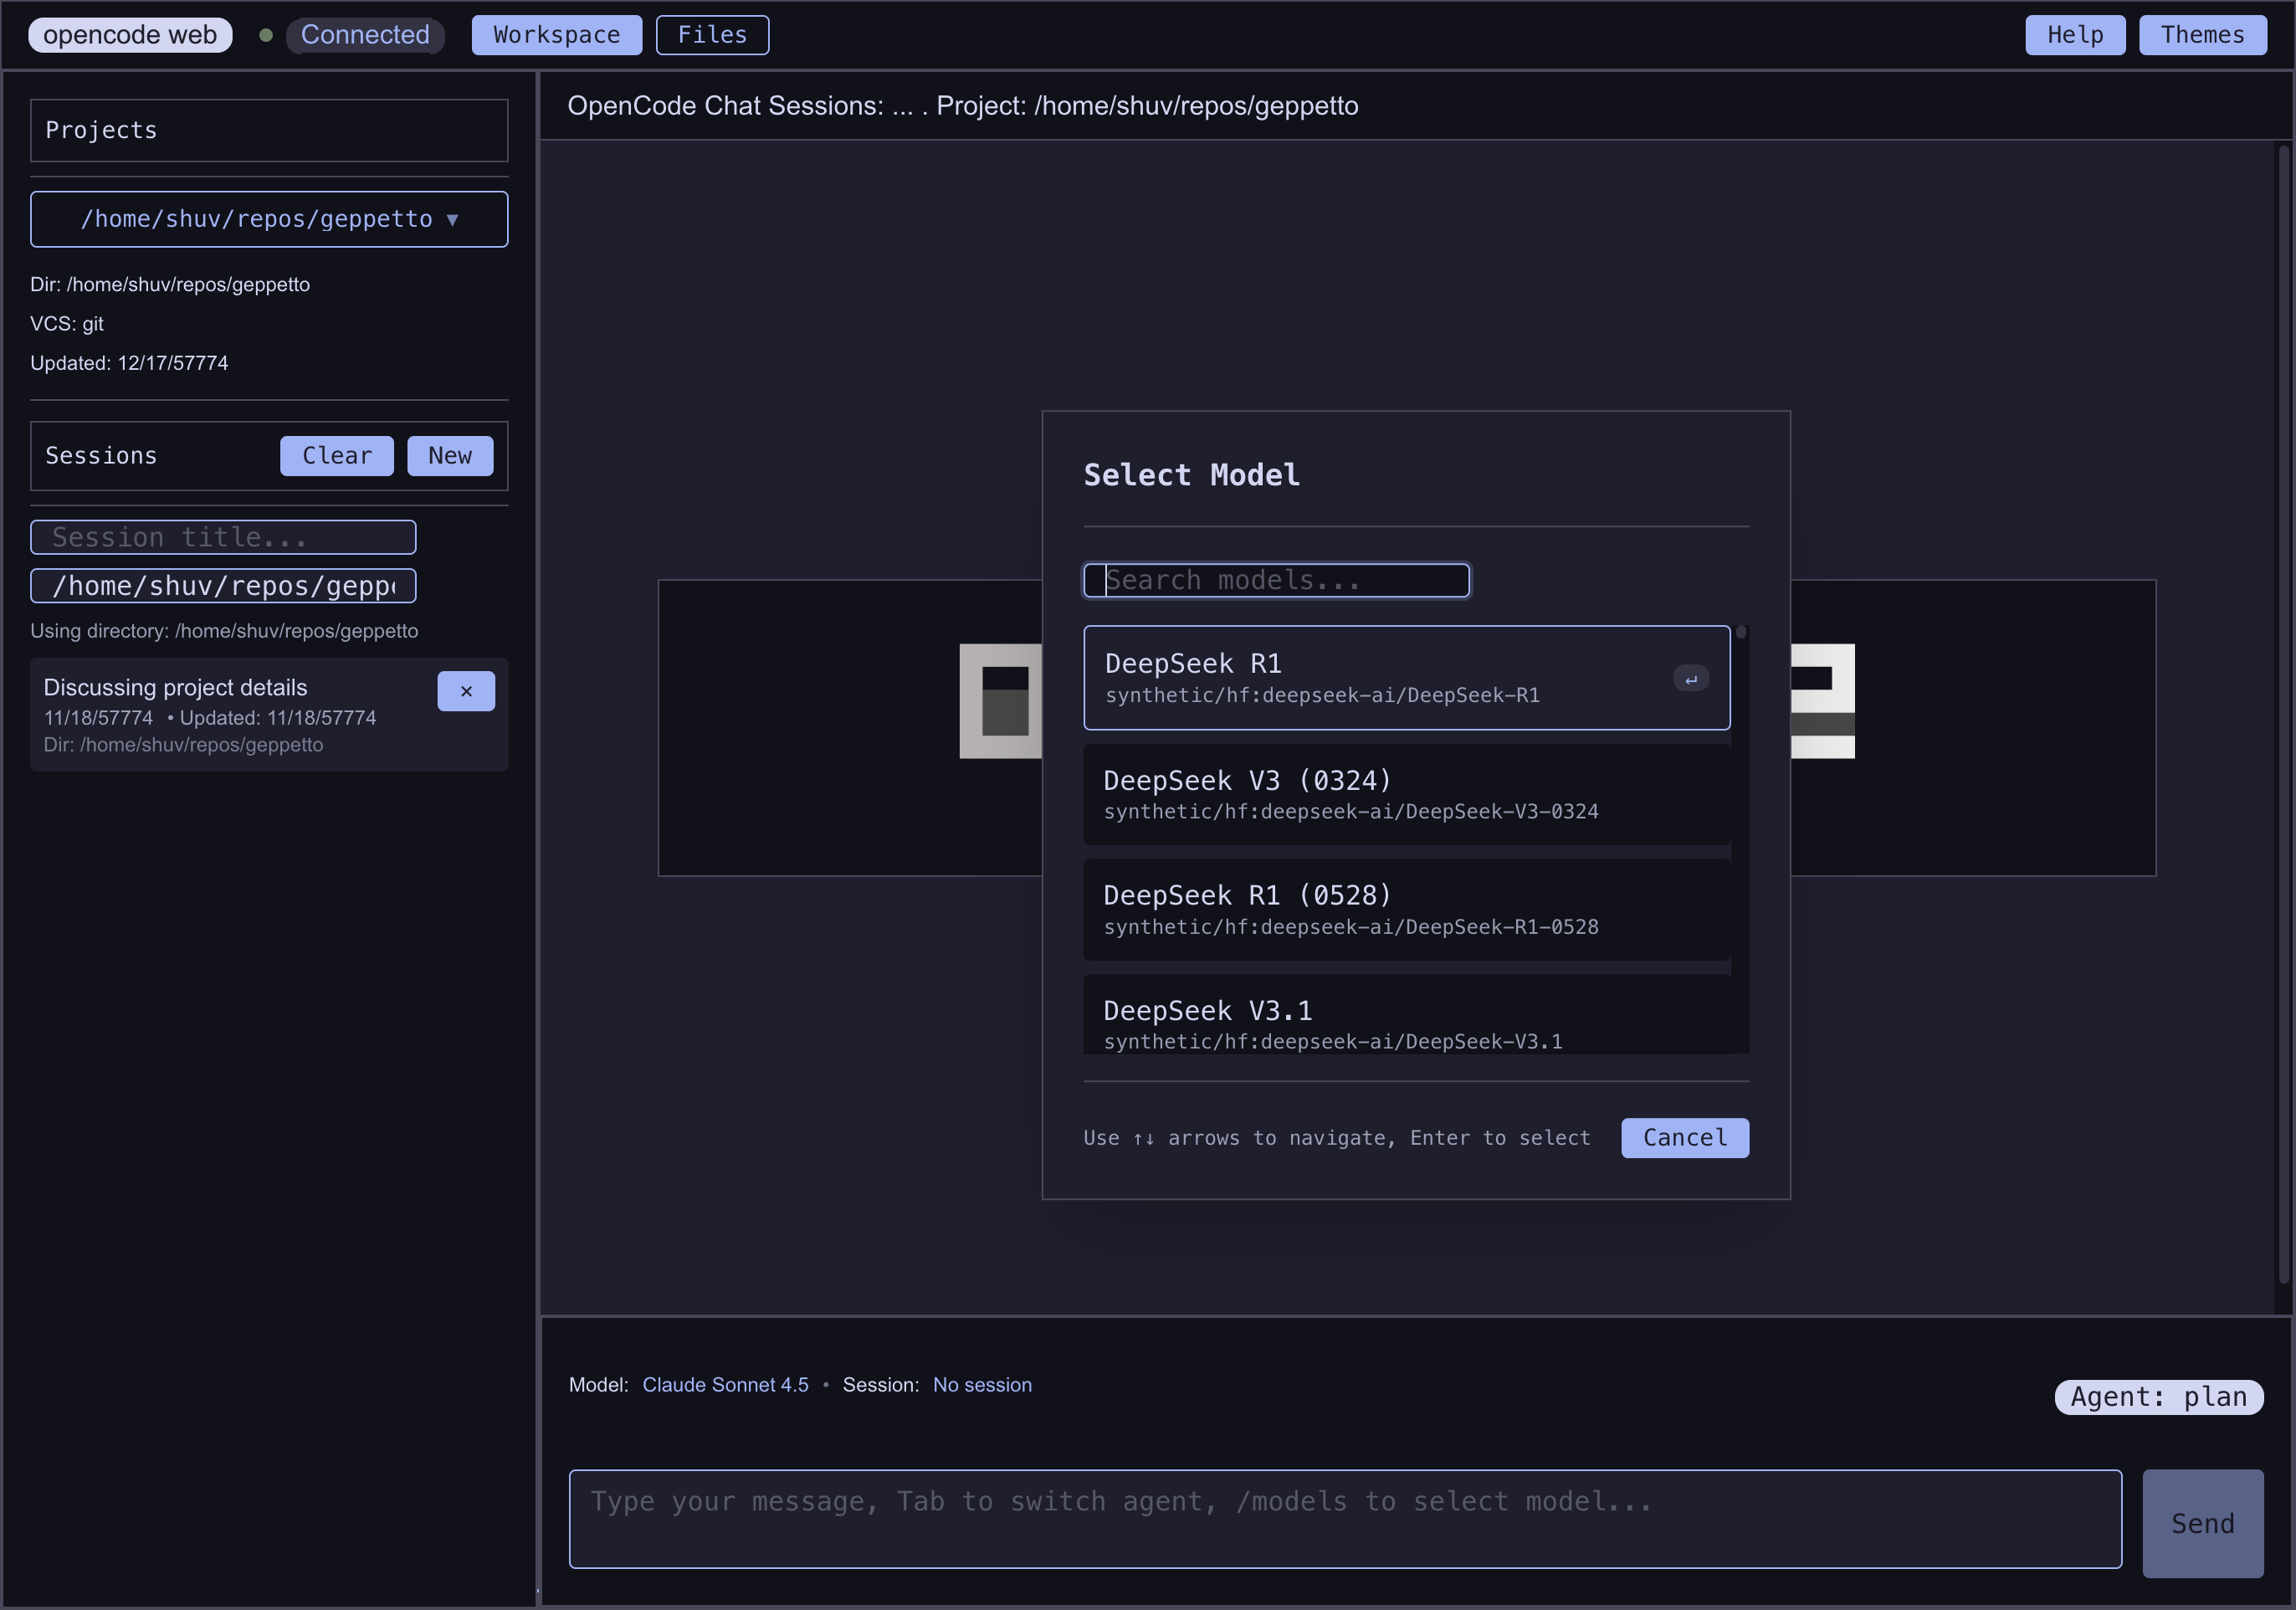 opencode web
Connected
Workspace
Files
Help
Themes
Projects
/home/shuv/repos/geppetto ▼
Dir: /home/shuv/repos/geppetto
VCS: git
Updated: 12/17/57774
Sessions
Clear
New
Session title...
/home/shuv/repos/geppe
Using directory: /home/shuv/repos/geppetto
Discussing project details
×
11/18/57774 • Updated: 11/18/57774
Dir: /home/shuv/repos/geppetto
OpenCode Chat Sessions: ... . Project: /home/shuv/repos/geppetto
Select Model
Search models...
DeepSeek R1
synthetic/hf:deepseek-ai/DeepSeek-R1
↵
DeepSeek V3 (0324)
synthetic/hf:deepseek-ai/DeepSeek-V3-0324
DeepSeek R1 (0528)
synthetic/hf:deepseek-ai/DeepSeek-R1-0528
DeepSeek V3.1
synthetic/hf:deepseek-ai/DeepSeek-V3.1
Use ↑↓ arrows to navigate, Enter to select
Cancel
Model: Claude Sonnet 4.5 • Session: No session
Agent: plan
Type your message, Tab to switch agent, /models to select model...
Send